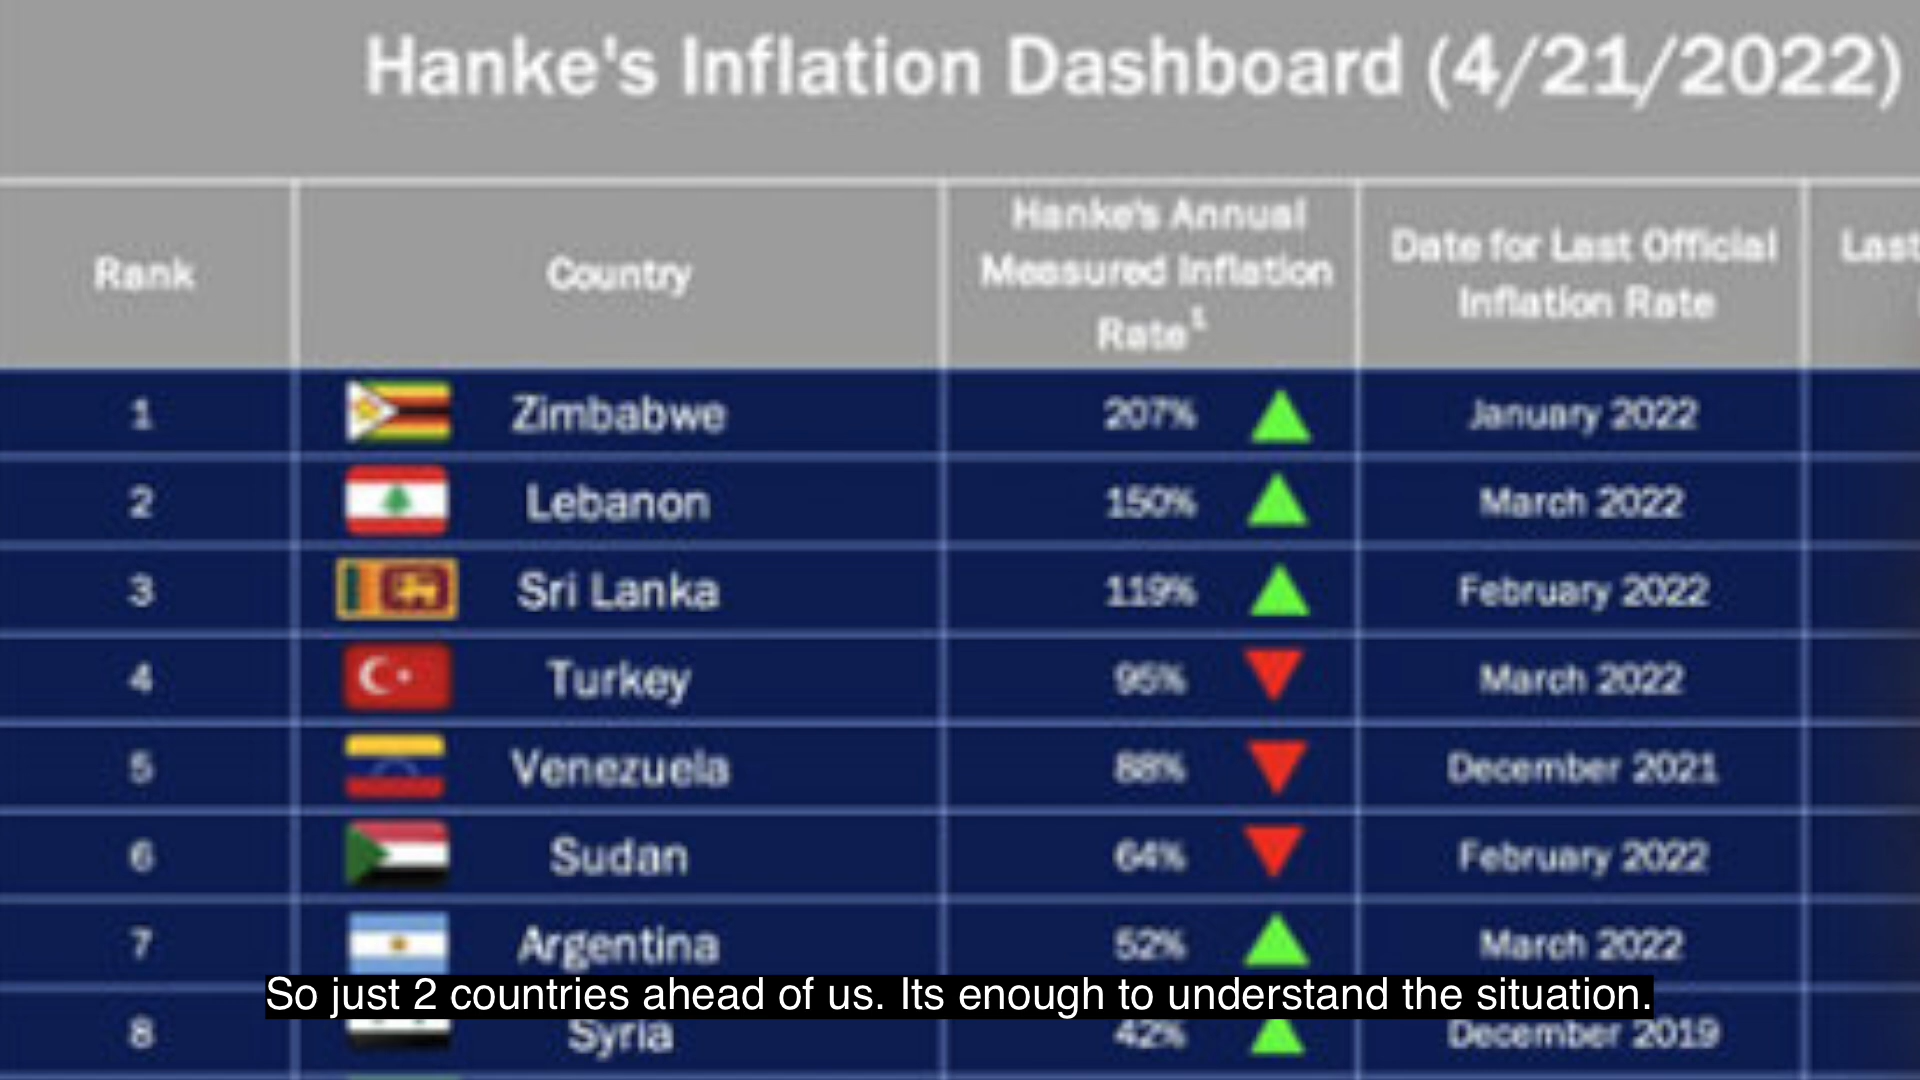 Hanke's Inflation Dashboard (4/21/2022)
Rank
Country
Hanke's Annual
Measured Inflation
Rate¹
Date for Last Official
Inflation Rate
Last
1 Zimbabwe 207% January 2022
2 Lebanon 150% March 2022
3 Sri Lanka 119% February 2022
4 Turkey 95% March 2022
5 Venezuela 88% December 2021
6 Sudan 64% February 2022
7 Argentina 52% March 2022
So just 2 countries ahead of us. Its enough to understand the situation.
8 Syria 42% December 2019